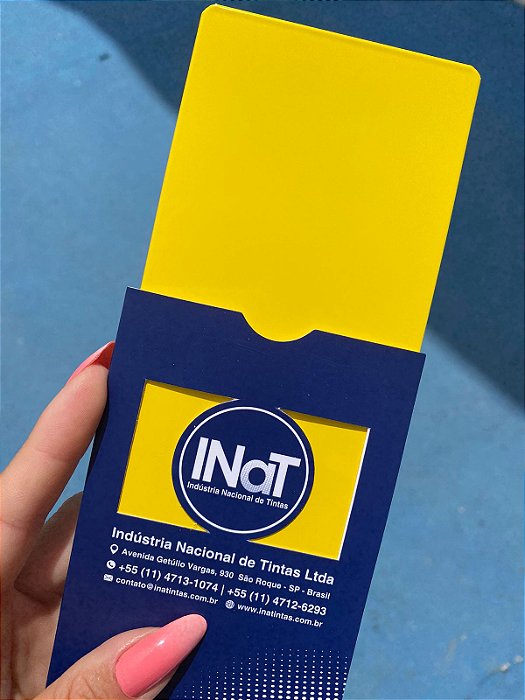 INaT
Indústria Nacional de Tintas
Indústria Nacional de Tintas Ltda
Avenida Getúlio Vargas, 930 São Roque - SP - Brasil
+55 (11) 4713-1074 | +55 (11) 4712-6293
contato@inatintas.com.br www.inatintas.com.br